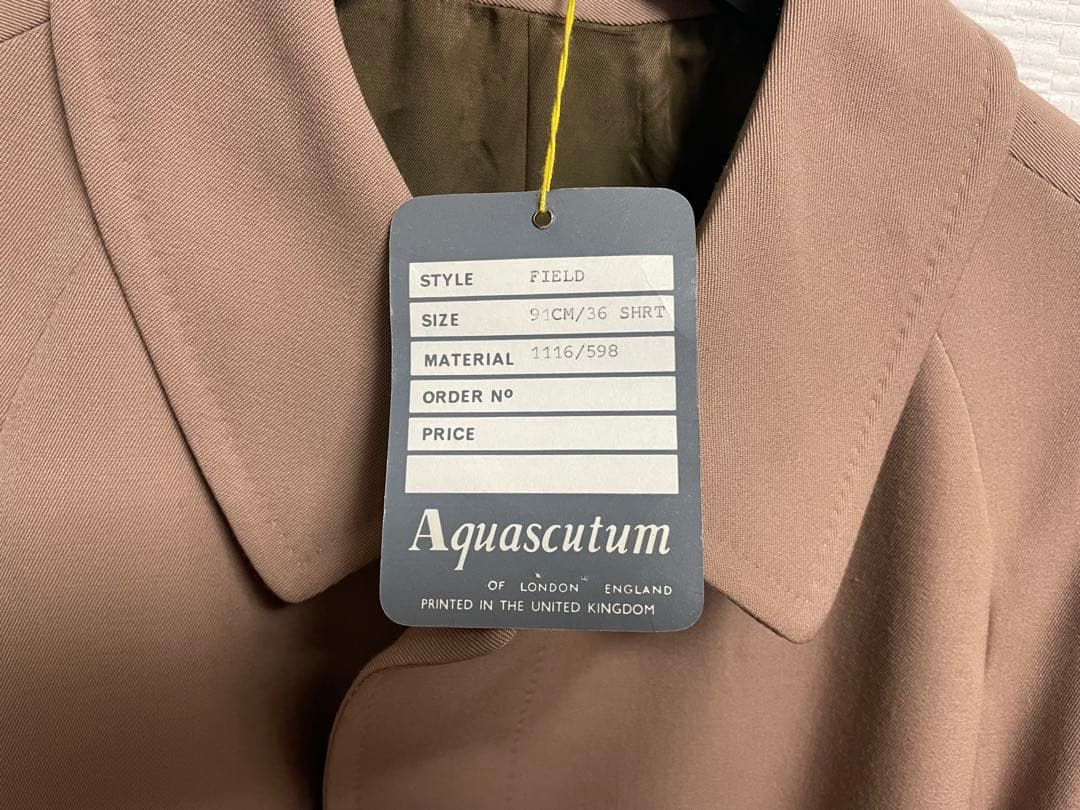 STYLE FIELD
SIZE 91CM/36 SHRT
MATERIAL 1116/598
ORDER Nº
PRICE
Aquascutum
OF LONDON ENGLAND
PRINTED IN THE UNITED KINGDOM